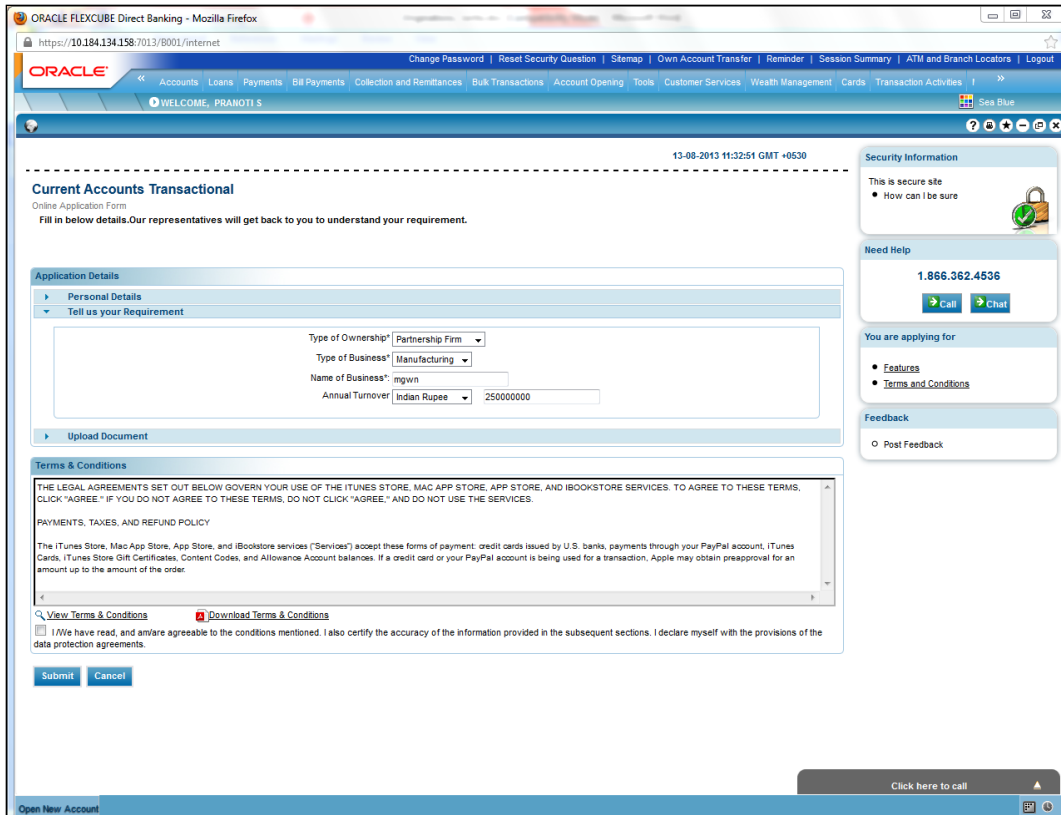 ORACLE FLEXCUBE Direct Banking - Mozilla Firefox
https://10.184.134.158:7013/B001/internet
Change Password | Reset Security Question | Sitemap | Own Account Transfer | Reminder | Session Summary | ATM and Branch Locators | Logout
ORACLE
« Accounts Loans Payments Bill Payments Collection and Remittances Bulk Transactions Account Opening Tools Customer Services Wealth Management Cards Transaction Activities »
WELCOME, PRANOTI S
Sea Blue
13-08-2013 11:32:51 GMT +0530
Current Accounts Transactional
Online Application Form
Fill in below details.Our representatives will get back to you to understand your requirement.
Application Details
Personal Details
Tell us your Requirement
Type of Ownership* Partnership Firm
Type of Business* Manufacturing
Name of Business*: mgwn
Annual Turnover Indian Rupee 250000000
Upload Document
Terms & Conditions
THE LEGAL AGREEMENTS SET OUT BELOW GOVERN YOUR USE OF THE ITUNES STORE, MAC APP STORE, APP STORE, AND IBOOKSTORE SERVICES. TO AGREE TO THESE TERMS,
CLICK "AGREE." IF YOU DO NOT AGREE TO THESE TERMS, DO NOT CLICK "AGREE," AND DO NOT USE THE SERVICES.
PAYMENTS, TAXES, AND REFUND POLICY
The iTunes Store, Mac App Store, App Store, and iBookstore services ("Services") accept these forms of payment: credit cards issued by U.S. banks, payments through your PayPal account, iTunes
Cards, iTunes Store Gift Certificates, Content Codes, and Allowance Account balances. If a credit card or your PayPal account is being used for a transaction, Apple may obtain preapproval for an
amount up to the amount of the order.
View Terms & Conditions Download Terms & Conditions
I /We have read, and am/are agreeable to the conditions mentioned. I also certify the accuracy of the information provided in the subsequent sections. I declare myself with the provisions of the
data protection agreements.
Submit Cancel
Security Information
This is secure site
How can I be sure
Need Help
1.866.362.4536
Call Chat
You are applying for
Features
Terms and Conditions
Feedback
Post Feedback
Click here to call
Open New Account